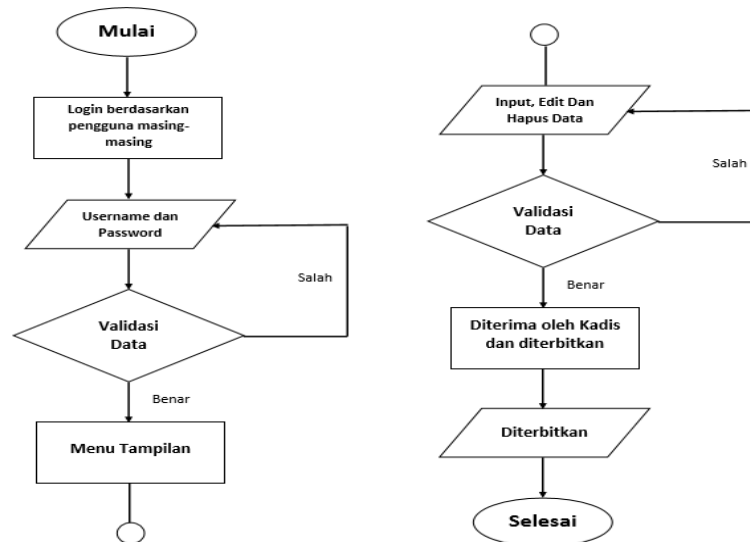 Mulai
Login berdasarkan
pengguna masing-
masing
Username dan
Password
Salah
Validasi
Data
Benar
Menu Tampilan
Input, Edit Dan
Hapus Data
Salah
Validasi
Data
Benar
Diterima oleh Kadis
dan diterbitkan
Diterbitkan
Selesai